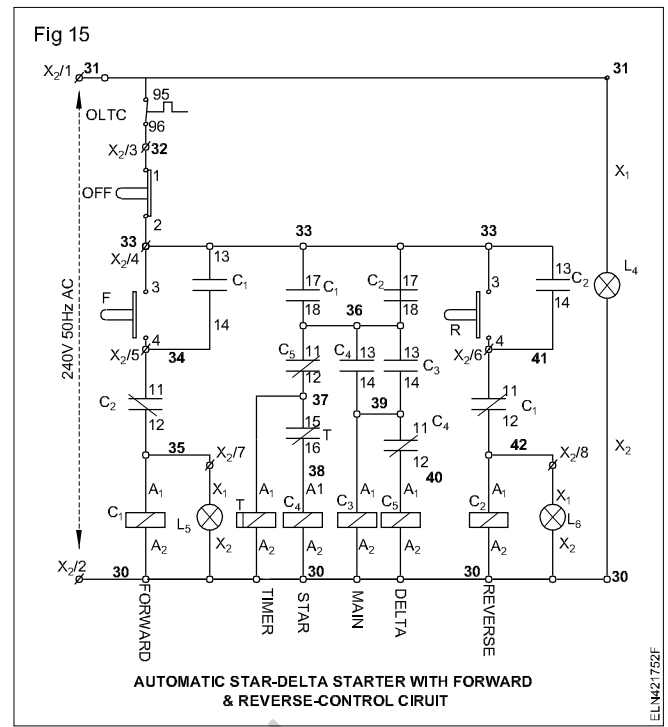 Fig 15
X2/1 31 31
95
OLTC
96
X2/3 32
1
OFF
2
X1
33 33 33
X2/4
13 C1 14
17 C1 18
C2 17 18
13 C2 14
L4
F 3 4
R 3 4
36
X2/5 34
X2/6 41
C5 11 12
C4 13 14
13 C3 14
240V 50Hz AC
C2 11 12
11 C1 12
37
39
15 T 16
C4 11 12
35 X2/7
38
40
42 X2/8
X2
A1 X1 A1 A1 A1 A1 A1 X1
C1 L5 T C4 C3 C5 C2 L6
A2 X2 A2 A2 A2 A2 A2 X2
X2/2 30 30 30 30
FORWARD
TIMER
STAR
MAIN
DELTA
REVERSE
AUTOMATIC STAR-DELTA STARTER WITH FORWARD
& REVERSE-CONTROL CIRUIT
ELN421752F